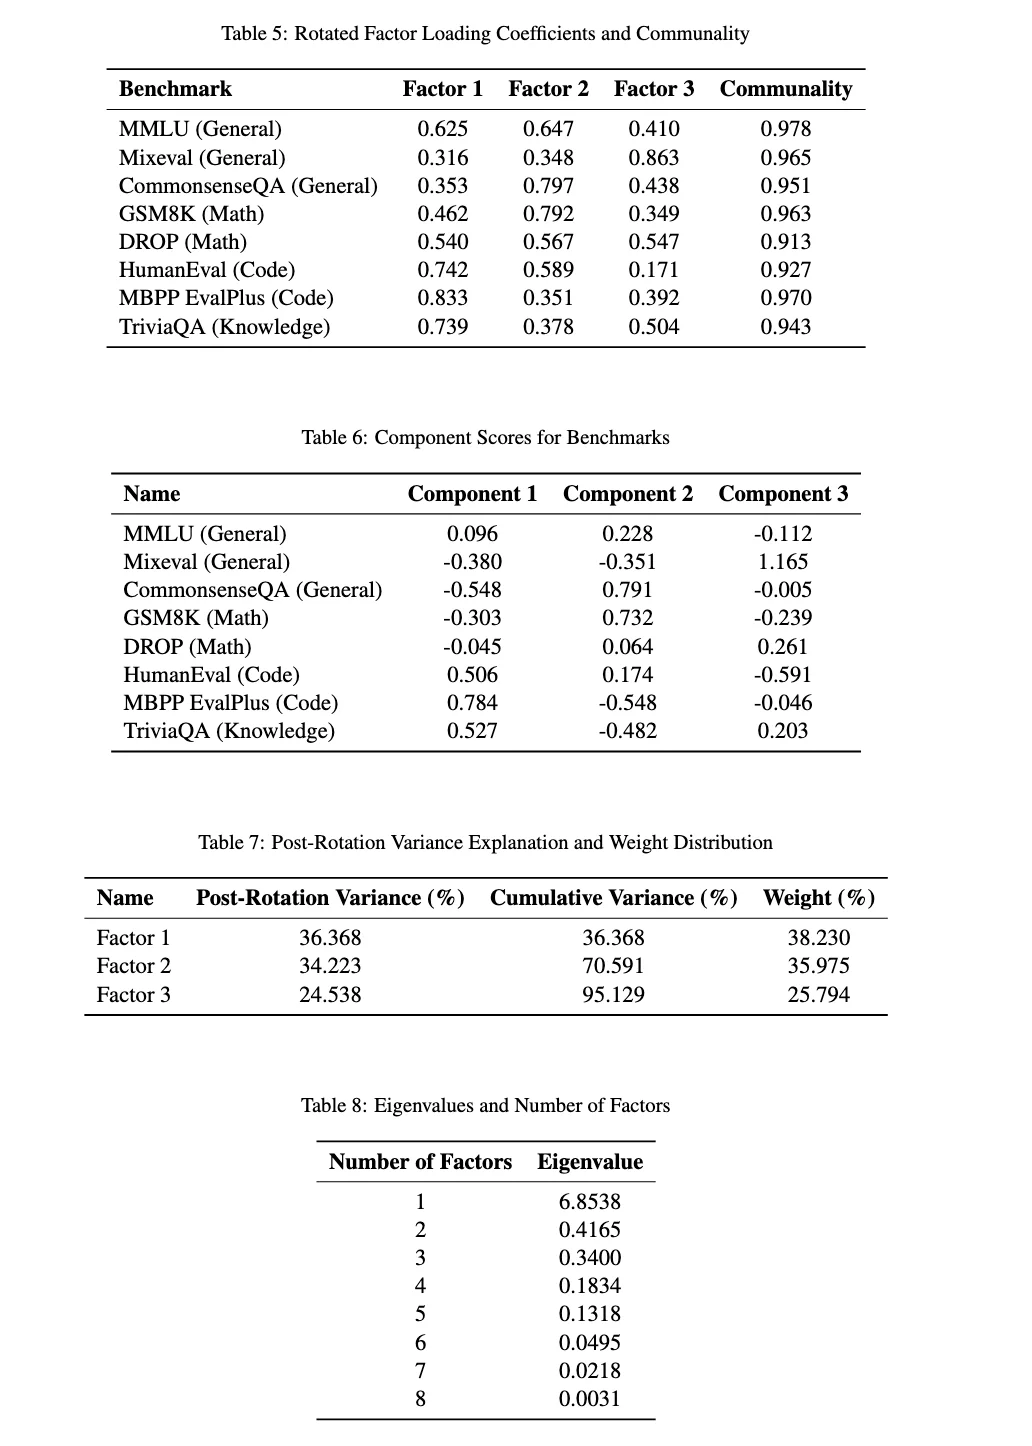 Table 5: Rotated Factor Loading Coefficients and Communality
Benchmark Factor 1 Factor 2 Factor 3 Communality
MMLU (General) 0.625 0.647 0.410 0.978
Mixeval (General) 0.316 0.348 0.863 0.965
CommonsenseQA (General) 0.353 0.797 0.438 0.951
GSM8K (Math) 0.462 0.792 0.349 0.963
DROP (Math) 0.540 0.567 0.547 0.913
HumanEval (Code) 0.742 0.589 0.171 0.927
MBPP EvalPlus (Code) 0.833 0.351 0.392 0.970
TriviaQA (Knowledge) 0.739 0.378 0.504 0.943
Table 6: Component Scores for Benchmarks
Name Component 1 Component 2 Component 3
MMLU (General) 0.096 0.228 -0.112
Mixeval (General) -0.380 -0.351 1.165
CommonsenseQA (General) -0.548 0.791 -0.005
GSM8K (Math) -0.303 0.732 -0.239
DROP (Math) -0.045 0.064 0.261
HumanEval (Code) 0.506 0.174 -0.591
MBPP EvalPlus (Code) 0.784 -0.548 -0.046
TriviaQA (Knowledge) 0.527 -0.482 0.203
Table 7: Post-Rotation Variance Explanation and Weight Distribution
Name Post-Rotation Variance (%) Cumulative Variance (%) Weight (%)
Factor 1 36.368 36.368 38.230
Factor 2 34.223 70.591 35.975
Factor 3 24.538 95.129 25.794
Table 8: Eigenvalues and Number of Factors
Number of Factors Eigenvalue
1 6.8538
2 0.4165
3 0.3400
4 0.1834
5 0.1318
6 0.0495
7 0.0218
8 0.0031